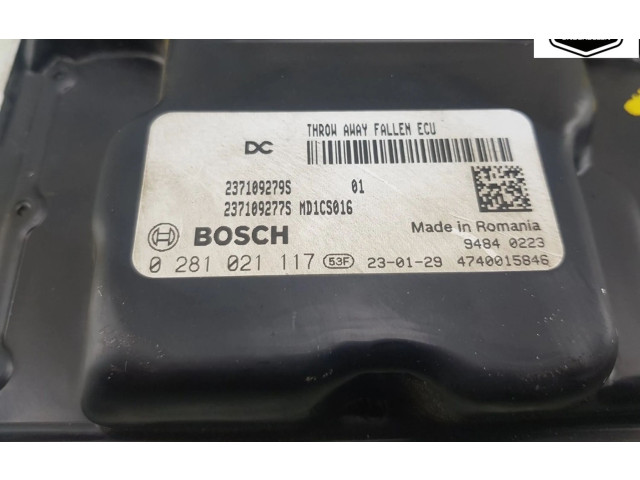 THROW AWAY FALLEN ECU
DC
237109279S 01
237109277S MD1CS016
BOSCH
Made in Romania
9484 0223
0 281 021 117 53F 23-01-29 4740015846